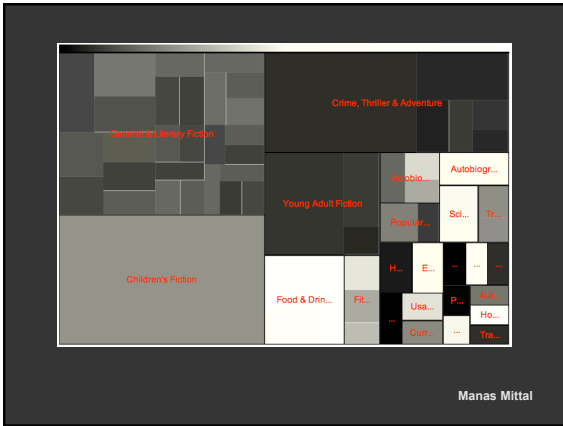 Crime, Thriller & Adventure
General & Literary Fiction
Autobiogr...
Young Adult Fiction
Popular...
Sci...
Tr...
Children's Fiction
H...
E...
...
...
...
Food & Drin...
Fit...
...
Usa...
P...
Aut...
Ho...
Curr...
...
Tra...
Manas Mittal